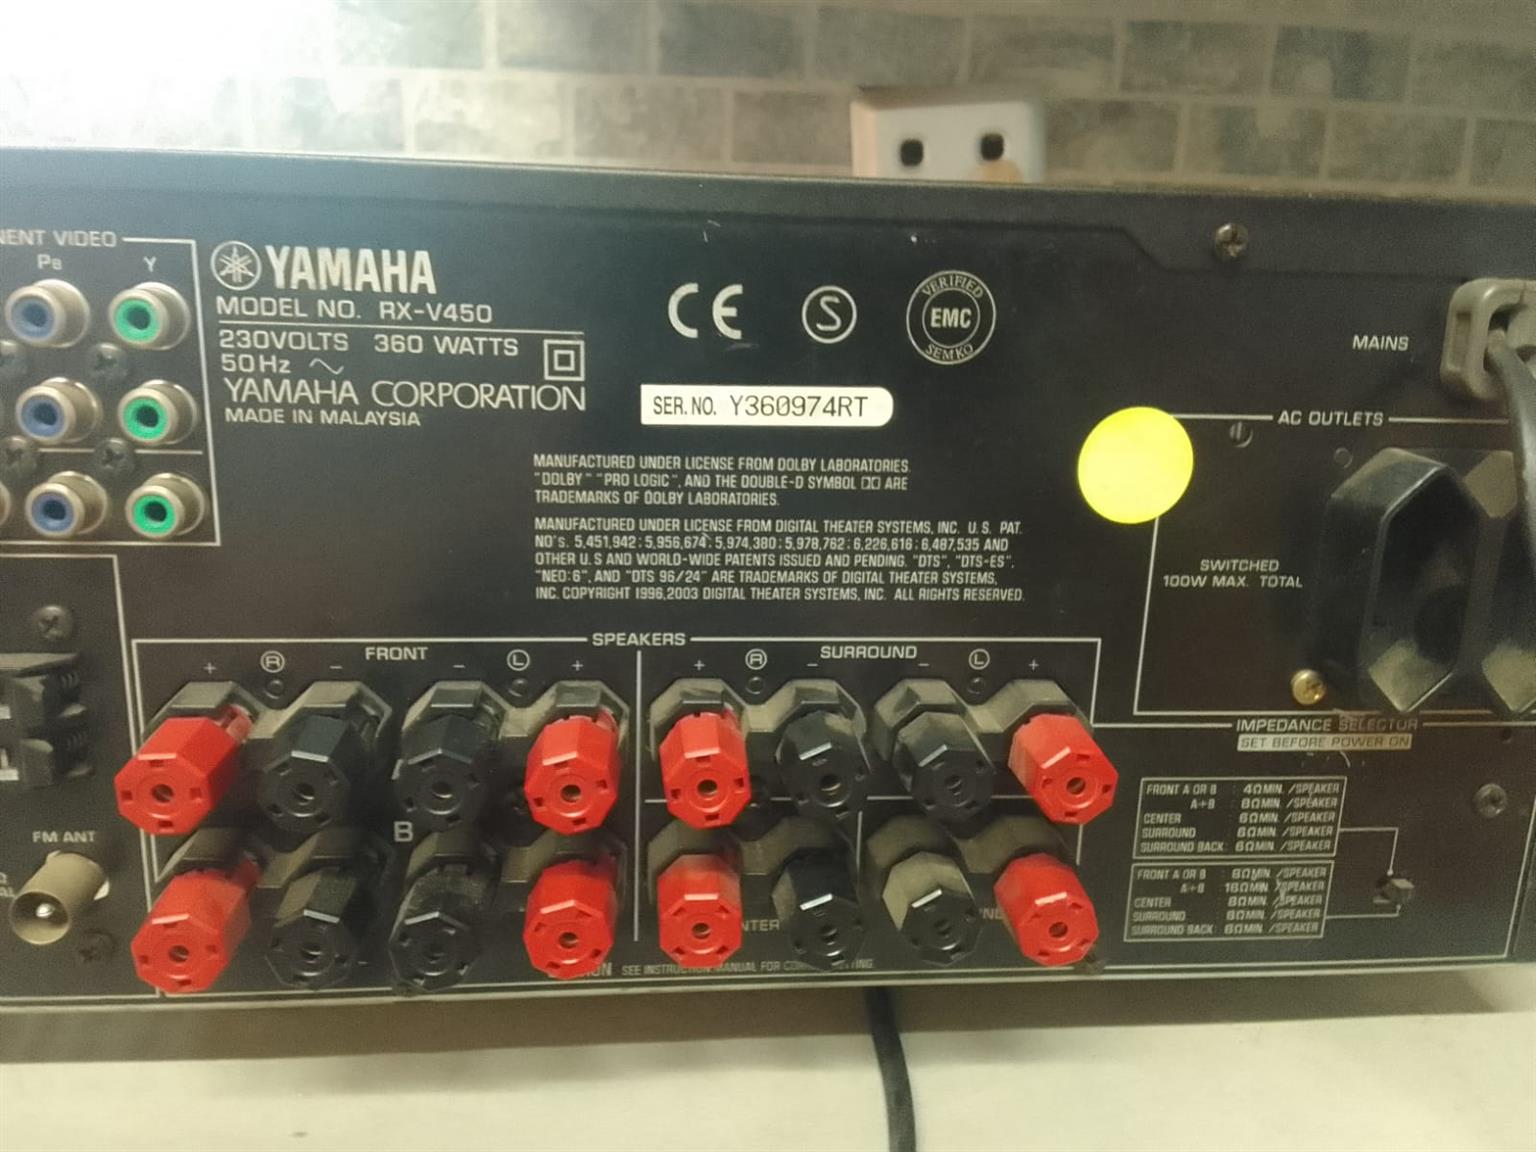 NENT VIDEO
PB Y
YAMAHA
MODEL NO. RX-V450
230VOLTS 360 WATTS
50Hz
YAMAHA CORPORATION
MADE IN MALAYSIA
CE
S
VERIFIED
EMC
SEMKO
SER.NO. Y360974RT
MANUFACTURED UNDER LICENSE FROM DOLBY LABORATORIES.
"DOLBY" "PRO LOGIC", AND THE DOUBLE-D SYMBOL ARE
TRADEMARKS OF DOLBY LABORATORIES.
MANUFACTURED UNDER LICENSE FROM DIGITAL THEATER SYSTEMS, INC. U.S. PAT.
NO's. 5,451,942; 5,956,674; 5,974,380; 5,978,762; 6,226,616; 6,487,535 AND
OTHER U.S AND WORLD-WIDE PATENTS ISSUED AND PENDING. "DTS", "DTS-ES",
"NEO:6", AND "DTS 96/24" ARE TRADEMARKS OF DIGITAL THEATER SYSTEMS,
INC. COPYRIGHT 1996,2003 DIGITAL THEATER SYSTEMS, INC. ALL RIGHTS RESERVED.
MAINS
AC OUTLETS
SWITCHED
100W MAX. TOTAL
SPEAKERS
FRONT
+ R - - L +
SURROUND
+ R - - L +
B
NTER
SEE INSTRUCTION MANUAL FOR
FM ANT
IMPEDANCE SELECTOR
SET BEFORE POWER ON
FRONT A OR B : 4ΩMIN. /SPEAKER
A+B : 8ΩMIN. /SPEAKER
CENTER : 6ΩMIN. /SPEAKER
SURROUND : 6ΩMIN. /SPEAKER
SURROUND BACK: 6ΩMIN. /SPEAKER
FRONT A OR B : 8ΩMIN. /SPEAKER
A+B : 16ΩMIN. /SPEAKER
CENTER : 8ΩMIN. /SPEAKER
SURROUND : 8ΩMIN. /SPEAKER
SURROUND BACK: 8ΩMIN. /SPEAKER